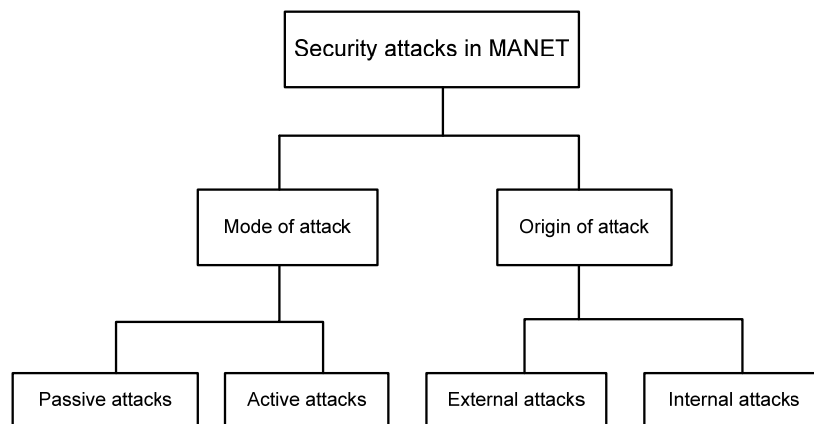 Security attacks in MANET
Mode of attack
Origin of attack
Passive attacks
Active attacks
External attacks
Internal attacks